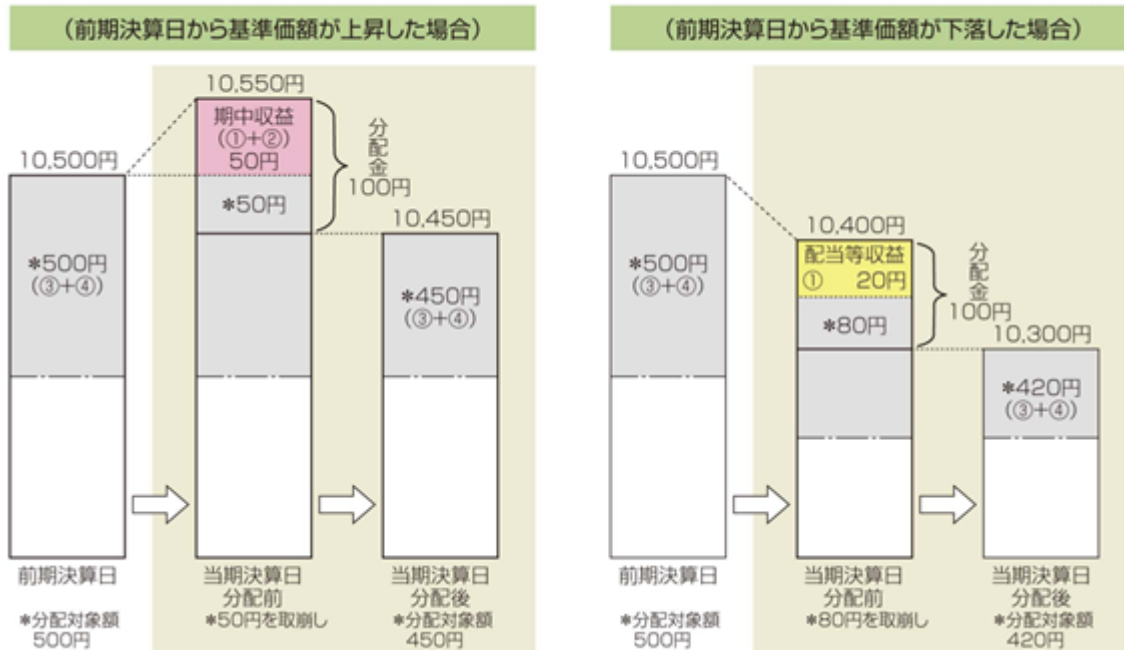 (前期決算日から基準価額が上昇した場合)
10,500円
*500円
(③+④)
前期決算日
*分配対象額
500円
10,550円
期中収益
(①+②)
50円
*50円
分配金
100円
当期決算日
分配前
*50円を取崩し
10,450円
*450円
(③+④)
当期決算日
分配後
*分配対象額
450円
(前期決算日から基準価額が下落した場合)
10,500円
*500円
(③+④)
前期決算日
*分配対象額
500円
10,400円
配当等収益
① 20円
*80円
分配金
100円
当期決算日
分配前
*80円を取崩し
10,300円
*420円
(③+④)
当期決算日
分配後
*分配対象額
420円